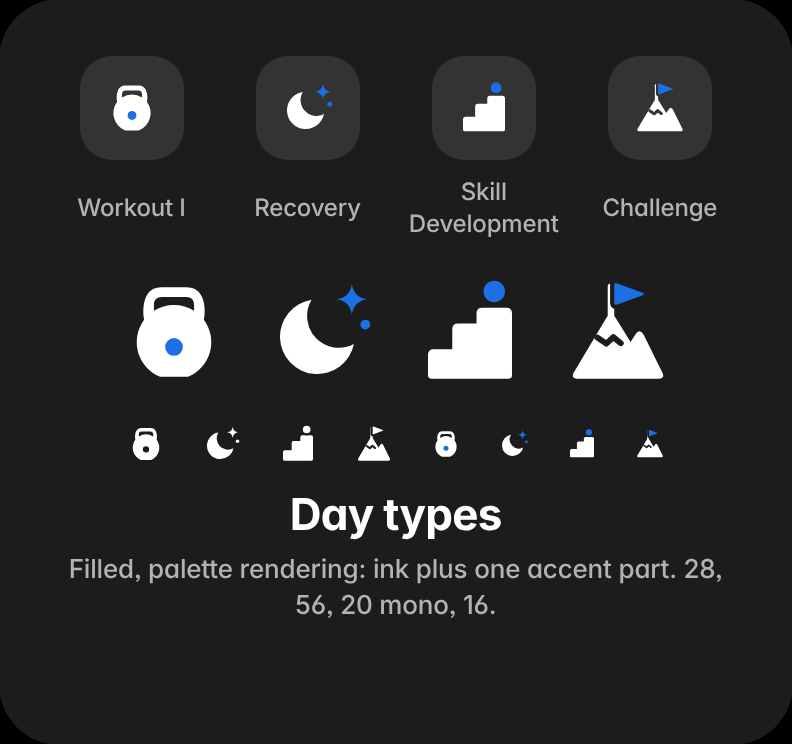 Workout I
Recovery
Skill
Development
Challenge
Day types
Filled, palette rendering: ink plus one accent part. 28,
56, 20 mono, 16.